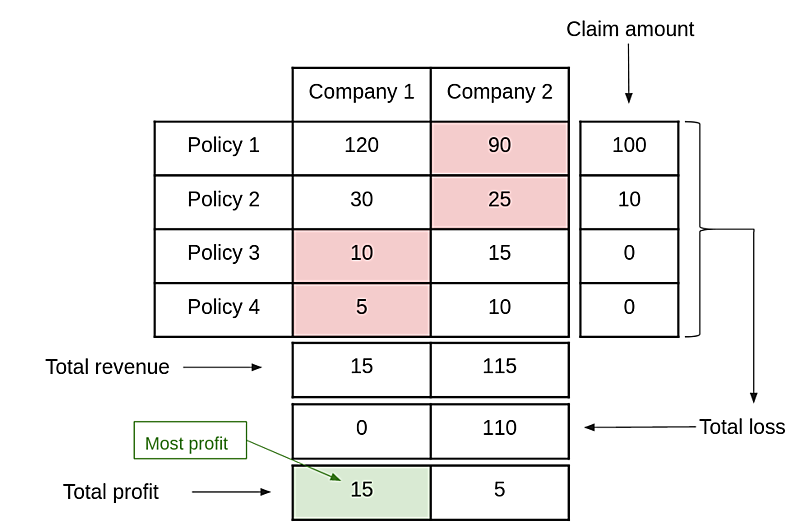 Claim amount
Company 1 Company 2
Policy 1 120 90 100
Policy 2 30 25 10
Policy 3 10 15 0
Policy 4 5 10 0
Total revenue 15 115
0 110 Total loss
Most profit
Total profit 15 5